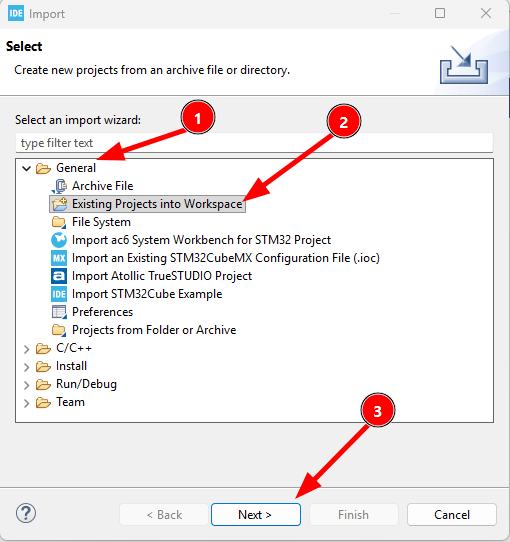 IDE Import
Select
Create new projects from an archive file or directory.
Select an import wizard:
1
2
type filter text
General
Archive File
Existing Projects into Workspace
File System
Import ac6 System Workbench for STM32 Project
MX Import an Existing STM32CubeMX Configuration File (.ioc)
a Import Atollic TrueSTUDIO Project
IDE Import STM32Cube Example
Preferences
Projects from Folder or Archive
C/C++
Install
Run/Debug
Team
3
? < Back Next > Finish Cancel